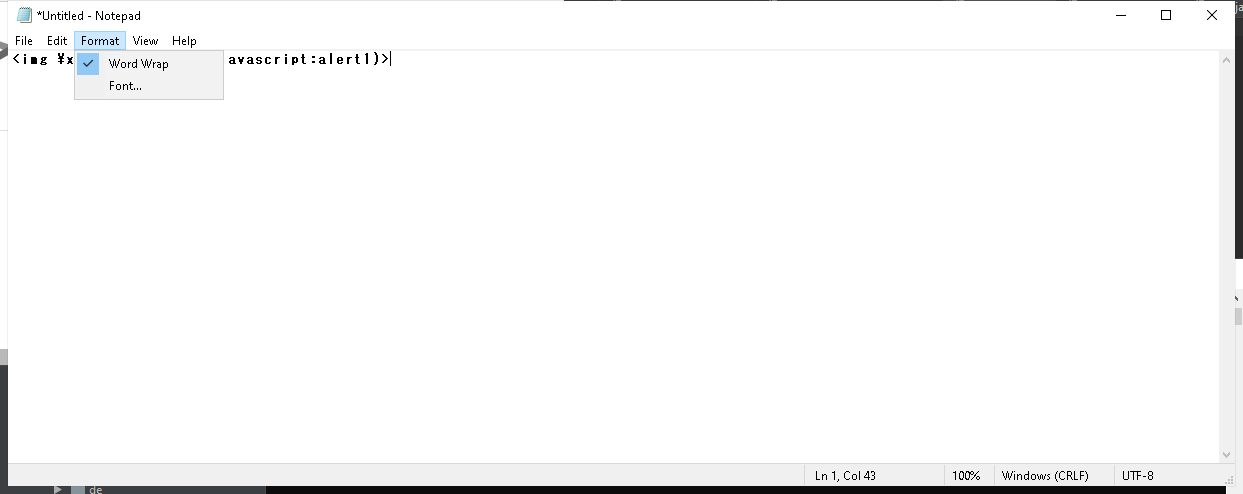 *Untitled - Notepad
File Edit Format View Help
<img ¥x
avascript:alert1)>
Word Wrap
Font...
Ln 1, Col 43 100% Windows (CRLF) UTF-8
de
ja